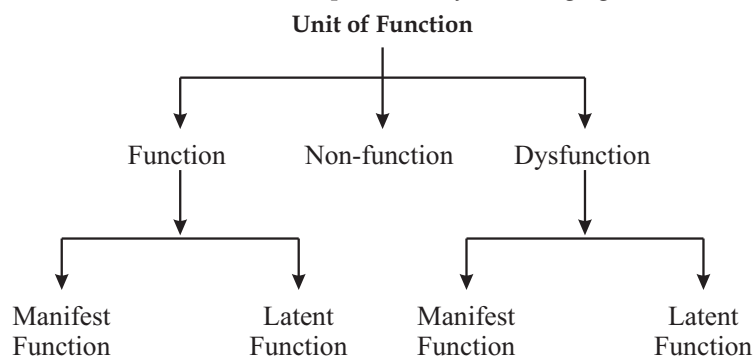 Unit of Function
Function Non-function Dysfunction
Manifest Function
Latent Function
Manifest Function
Latent Function